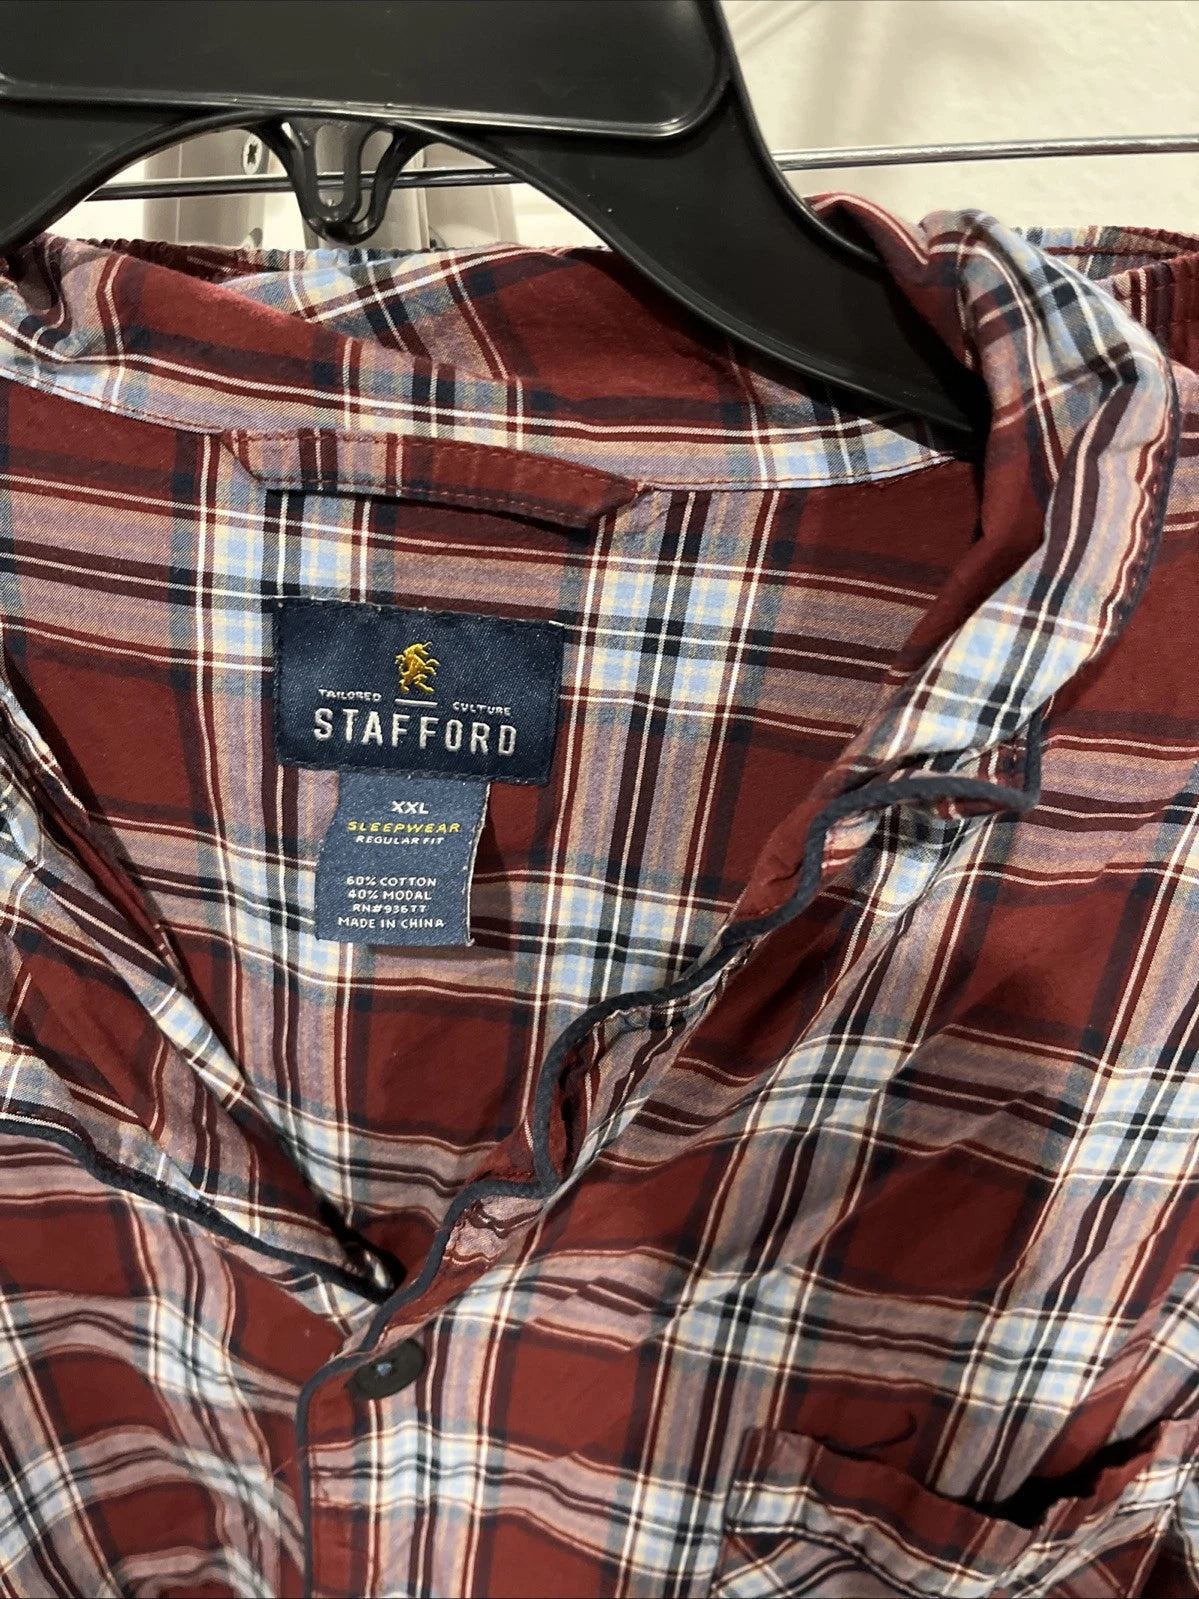 TAILORED CULTURE
STAFFORD
XXL
SLEEPWEAR
REGULAR FIT
60% COTTON
40% MODAL
RN#93677
MADE IN CHINA